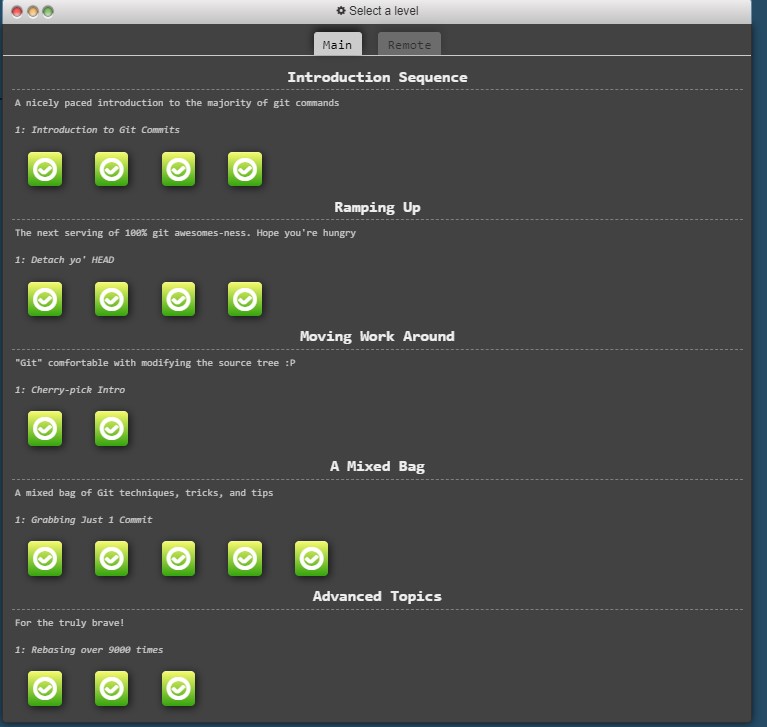 Select a level
Main Remote
Introduction Sequence
A nicely paced introduction to the majority of git commands
1: Introduction to Git Commits
Ramping Up
The next serving of 100% git awesomes-ness. Hope you're hungry
1: Detach yo' HEAD
Moving Work Around
"Git" comfortable with modifying the source tree :P
1: Cherry-pick Intro
A Mixed Bag
A mixed bag of Git techniques, tricks, and tips
1: Grabbing Just 1 Commit
Advanced Topics
For the truly brave!
1: Rebasing over 9000 times